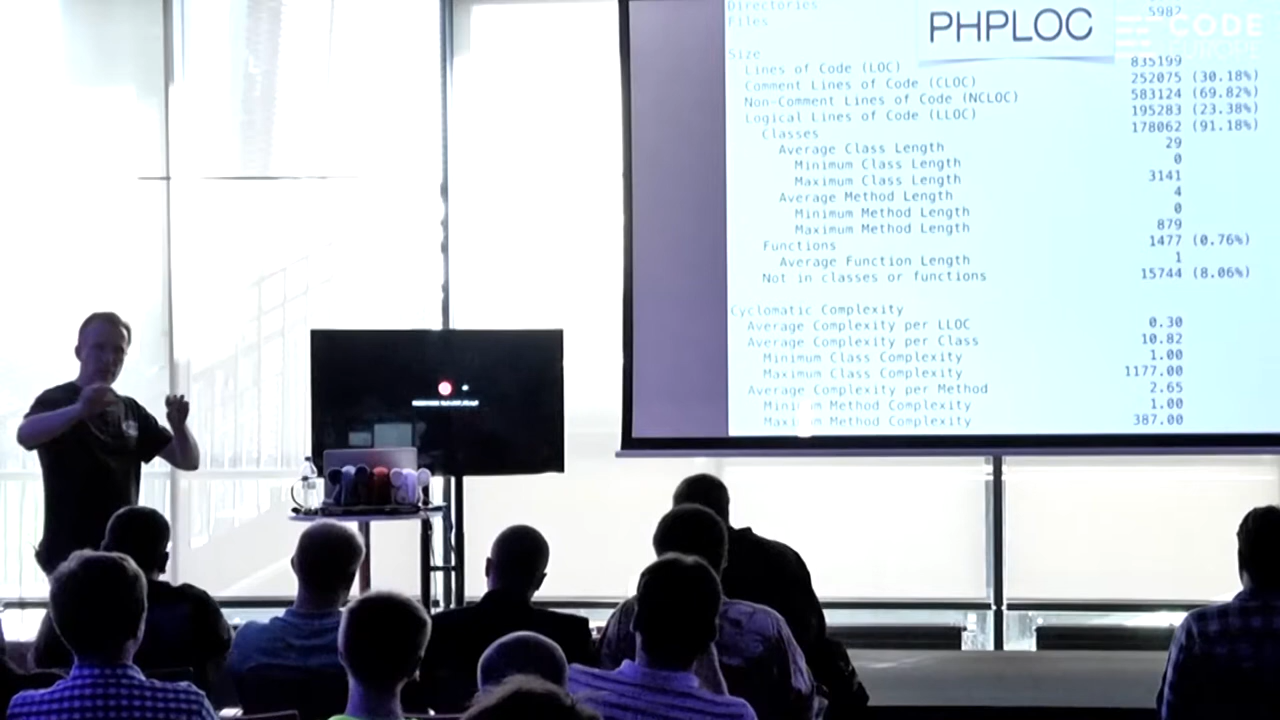 Directories
Files 5982
PHPLOC
CODE
EUROPE
Size
Lines of Code (LOC) 835199
Comment Lines of Code (CLOC) 252075 (30.18%)
Non-Comment Lines of Code (NCLOC) 583124 (69.82%)
Logical Lines of Code (LLOC) 195283 (23.38%)
Classes 178062 (91.18%)
Average Class Length 29
Minimum Class Length 0
Maximum Class Length 3141
Average Method Length 4
Minimum Method Length 0
Maximum Method Length 879
Functions 1477 (0.76%)
Average Function Length 1
Not in classes or functions 15744 (8.06%)
Cyclomatic Complexity
Average Complexity per LLOC 0.30
Average Complexity per Class 10.82
Minimum Class Complexity 1.00
Maximum Class Complexity 1177.00
Average Complexity per Method 2.65
Minimum Method Complexity 1.00
Maximum Method Complexity 387.00